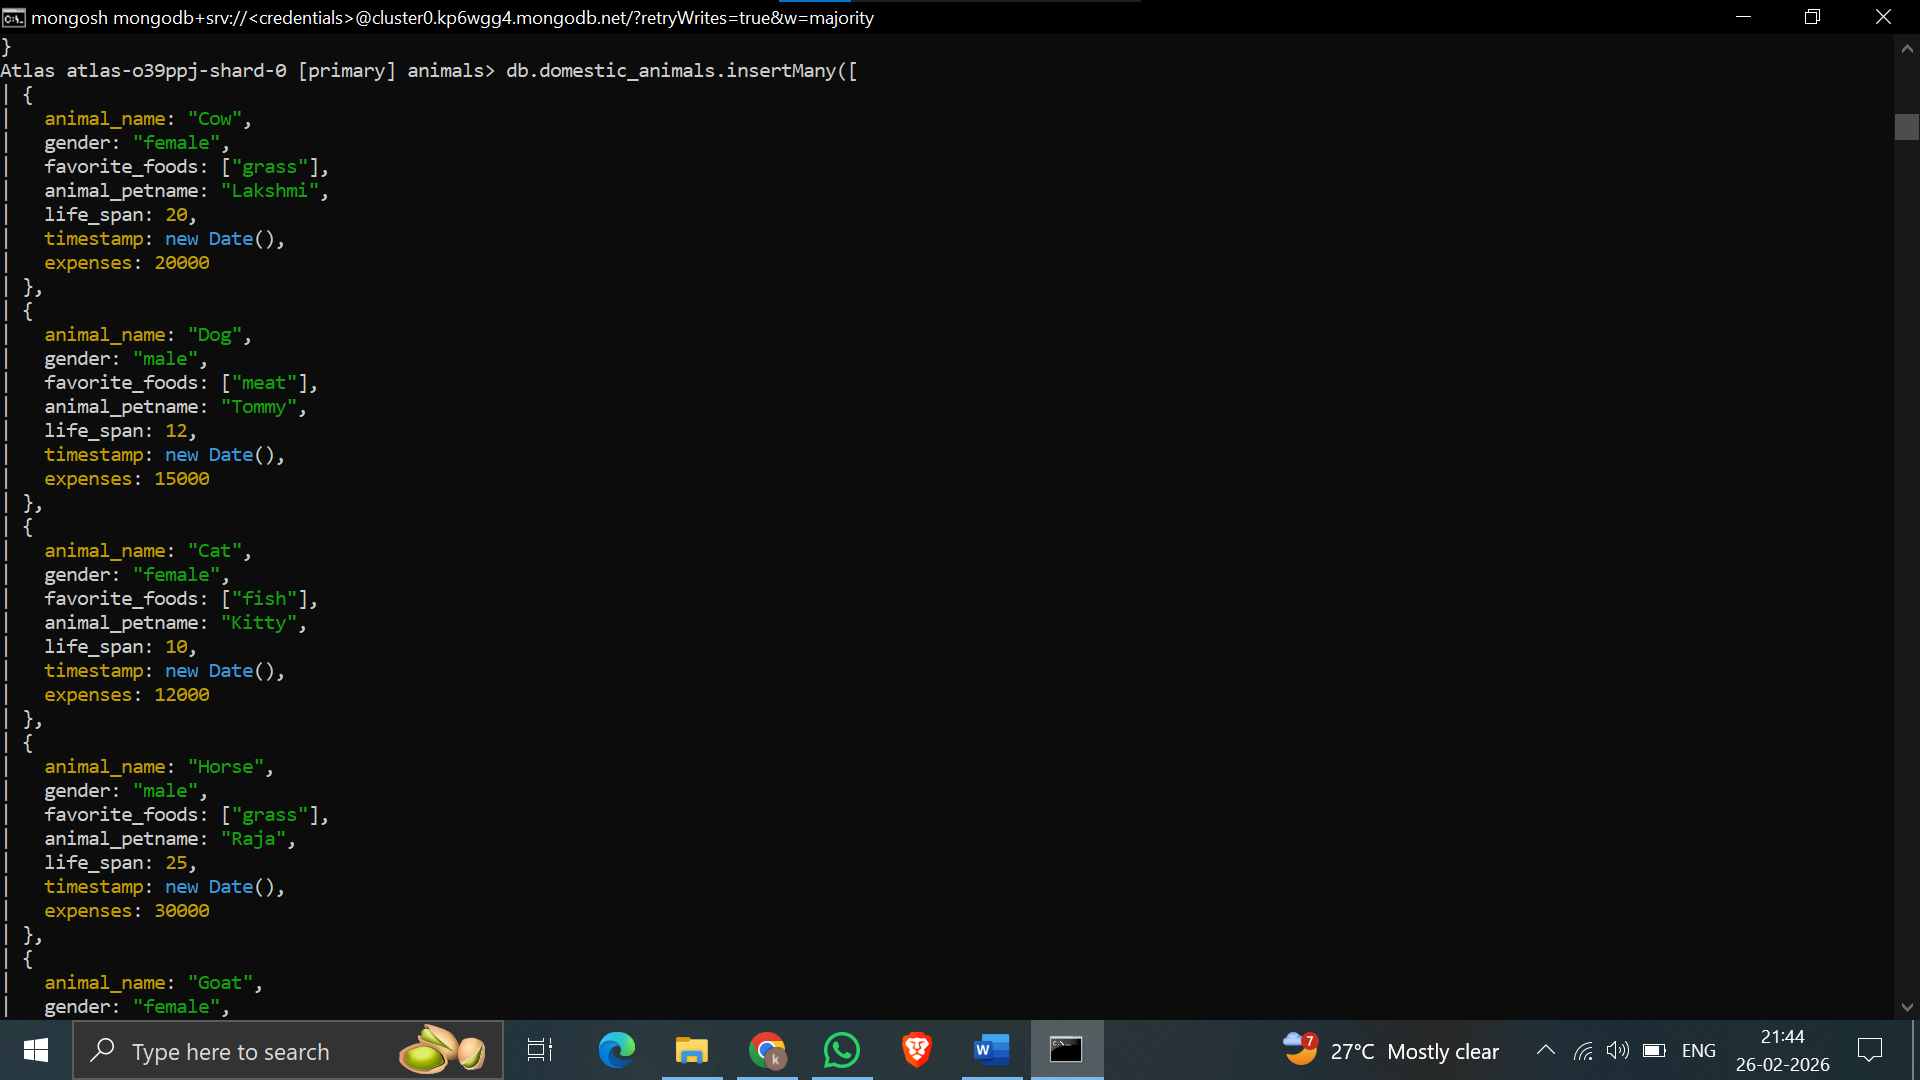 mongosh mongodb+srv://<credentials>@cluster0.kp6wgg4.mongodb.net/?retryWrites=true&w=majority
}
Atlas atlas-o39ppj-shard-0 [primary] animals> db.domestic_animals.insertMany([
| {
|   animal_name: "Cow",
|   gender: "female",
|   favorite_foods: ["grass"],
|   animal_petname: "Lakshmi",
|   life_span: 20,
|   timestamp: new Date(),
|   expenses: 20000
| },
| {
|   animal_name: "Dog",
|   gender: "male",
|   favorite_foods: ["meat"],
|   animal_petname: "Tommy",
|   life_span: 12,
|   timestamp: new Date(),
|   expenses: 15000
| },
| {
|   animal_name: "Cat",
|   gender: "female",
|   favorite_foods: ["fish"],
|   animal_petname: "Kitty",
|   life_span: 10,
|   timestamp: new Date(),
|   expenses: 12000
| },
| {
|   animal_name: "Horse",
|   gender: "male",
|   favorite_foods: ["grass"],
|   animal_petname: "Raja",
|   life_span: 25,
|   timestamp: new Date(),
|   expenses: 30000
| },
| {
|   animal_name: "Goat",
|   gender: "female",
Type here to search
7
27°C Mostly clear
ENG
21:44
26-02-2026